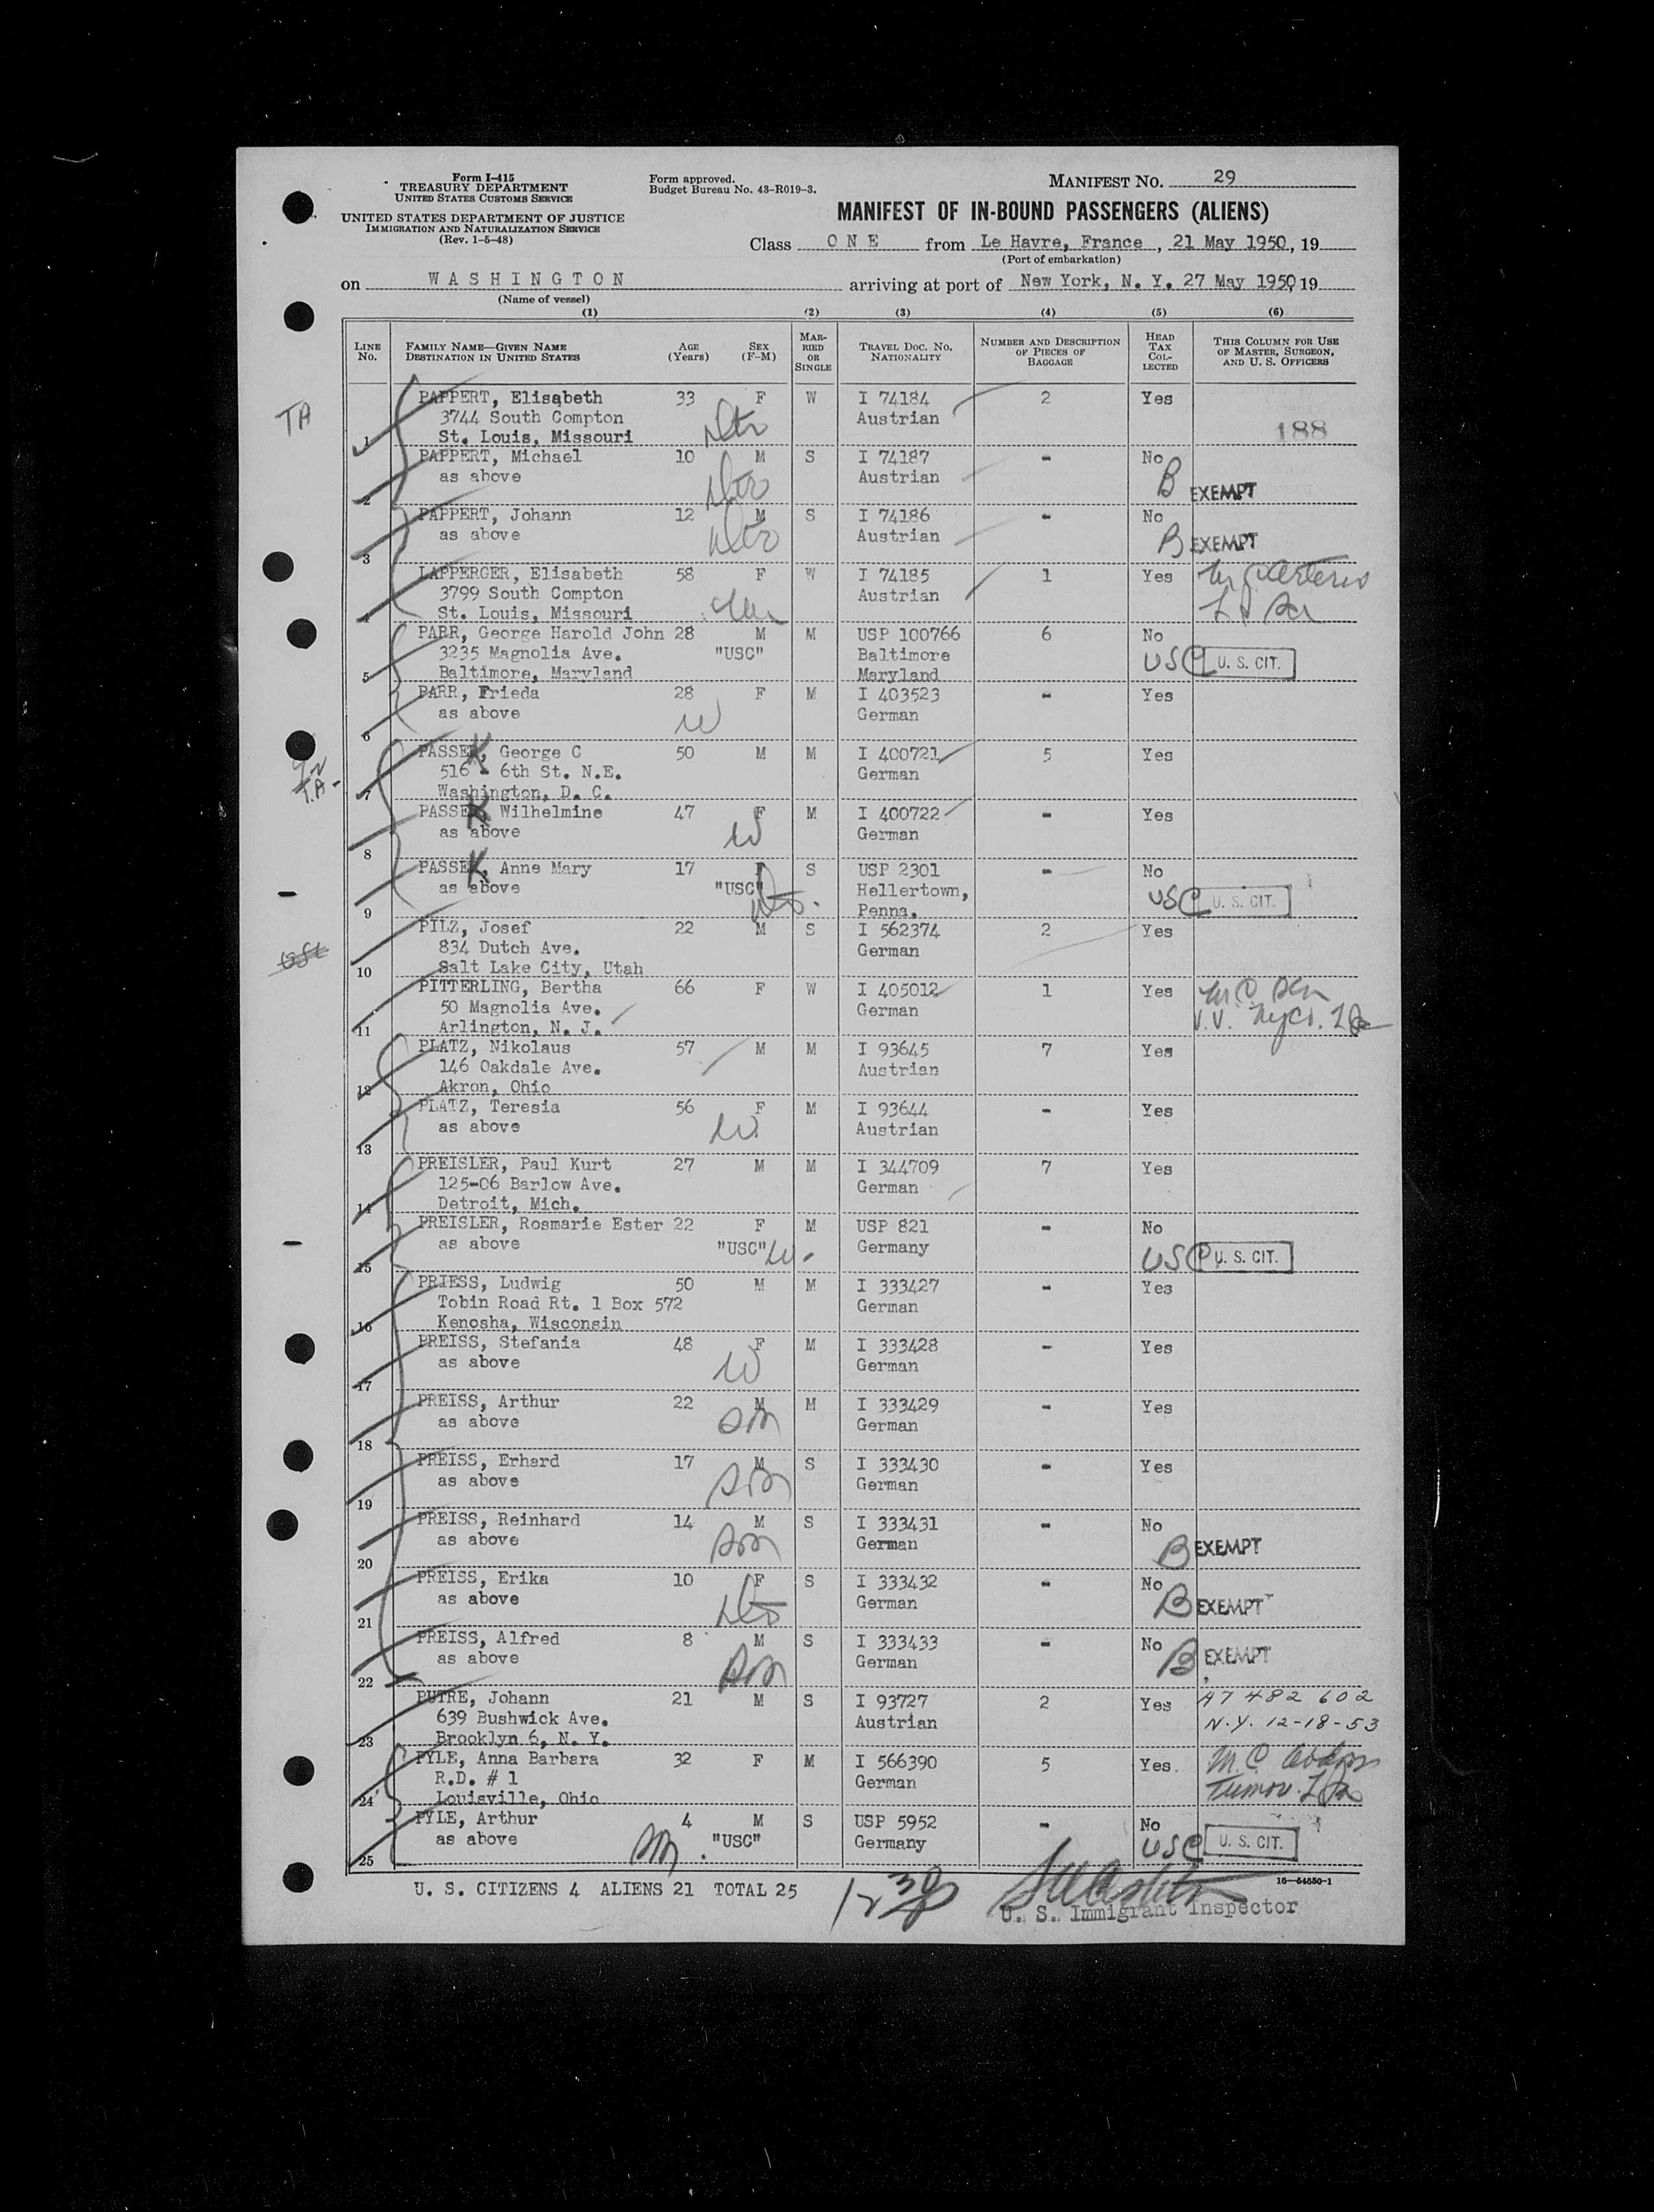 Form I-415
TREASURY DEPARTMENT
UNITED STATES CUSTOMS SERVICE
UNITED STATES DEPARTMENT OF JUSTICE
IMMIGRATION AND NATURALIZATION SERVICE
(Rev. 1-5-48)
Form approved.
Budget Bureau No. 43-R019-3.
MANIFEST NO. 29
MANIFEST OF IN-BOUND PASSENGERS (ALIENS)
Class O N E from Le Havre, France, 21 May 1950, 19
(Port of embarkation)
on W A S H I N G T O N arriving at port of New York, N. Y. 27 May 1950, 19
(Name of vessel)
(1) (2) (3) (4) (5) (6)
LINE No. FAMILY NAME—GIVEN NAME DESTINATION IN UNITED STATES AGE (Years) SEX (F-M) MARRIED OR SINGLE TRAVEL DOC. NO. NATIONALITY NUMBER AND DESCRIPTION OF PIECES OF BAGGAGE HEAD TAX COLLECTED THIS COLUMN FOR USE OF MASTER, SURGEON, AND U. S. OFFICERS
PAPPERT, Elisabeth 33 F W I 74184 2 Yes
TA 3744 South Compton Austrian
1 St. Louis, Missouri 188
PAPPERT, Michael 10 M S I 74187 - No
2 as above Austrian B EXEMPT
PAPPERT, Johann 12 M S I 74186 - No
3 as above Austrian B EXEMPT
LAPPERGER, Elisabeth 58 F W I 74185 1 Yes
3799 South Compton Austrian
4 St. Louis, Missouri
PARR, George Harold John 28 M M USP 100766 6 No
3235 Magnolia Ave. "USC" Baltimore USC U. S. CIT.
5 Baltimore, Maryland Maryland
PARR, Frieda 28 F M I 403523 - Yes
6 as above W German
PASSEK, George C 50 M M I 400721 5 Yes
516 - 6th St. N.E. German
T.A- 7 Washington, D. C.
PASSEK, Wilhelmine 47 F M I 400722 - Yes
8 as above W German
PASSEK, Anne Mary 17 F S USP 2301 - No
as above "USC" Hellertown, USC U. S. CIT.
9 Penna.
PILZ, Josef 22 M S I 562374 2 Yes
USC 834 Dutch Ave. German
10 Salt Lake City, Utah
PITTERLING, Bertha 66 F W I 405012 1 Yes
50 Magnolia Ave. German
11 Arlington, N. J.
PLATZ, Nikolaus 57 M M I 93645 7 Yes
146 Oakdale Ave. Austrian
12 Akron, Ohio
PLATZ, Teresia 56 F M I 93644 - Yes
13 as above W Austrian
PREISLER, Paul Kurt 27 M M I 344709 7 Yes
125-06 Barlow Ave. German
14 Detroit, Mich.
PREISLER, Rosmarie Ester 22 F M USP 821 - No
15 as above "USC" W. Germany USC U. S. CIT.
PRIESS, Ludwig 50 M M I 333427 - Yes
Tobin Road Rt. 1 Box 572 German
16 Kenosha, Wisconsin
PREISS, Stefania 48 F M I 333428 - Yes
17 as above W German
PREISS, Arthur 22 M M I 333429 - Yes
18 as above son German
PREISS, Erhard 17 M S I 333430 - Yes
19 as above son German
PREISS, Reinhard 14 M S I 333431 - No
20 as above son German B EXEMPT
PREISS, Erika 10 F S I 333432 - No
21 as above German B EXEMPT
PREISS, Alfred 8 M S I 333433 - No
22 as above son German B EXEMPT
PUTRE, Johann 21 M S I 93727 2 Yes A7 482 602
639 Bushwick Ave. Austrian N.Y. 12-18-53
23 Brooklyn 6, N. Y.
PYLE, Anna Barbara 32 F M I 566390 5 Yes. M.C
R.D. # 1 German
24 Louisville, Ohio
PYLE, Arthur 4 M S USP 5952 - No
25 as above son. "USC" Germany USC U. S. CIT.
U. S. CITIZENS 4 ALIENS 21 TOTAL 25
16—54650-1
U. S. Immigrant Inspector